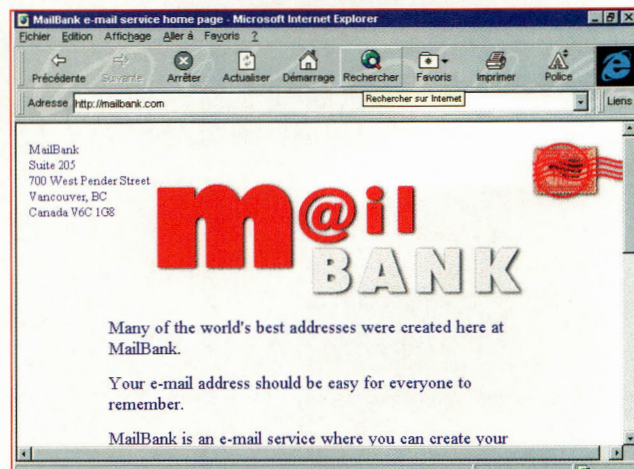 MailBank e-mail service home page - Microsoft Internet Explorer
Fichier Edition Affichage Aller à Favoris ?
Précédente Suivante Arrêter Actualiser Démarrage Rechercher Favoris Imprimer Police
Adresse http://mailbank.com Liens
Rechercher sur Internet
MailBank
Suite 205
700 West Pender Street
Vancouver, BC
Canada V6C 1G8
m@il
BANK
Many of the world's best addresses were created here at
MailBank.
Your e-mail address should be easy for everyone to
remember.
MailBank is an e-mail service where you can create your